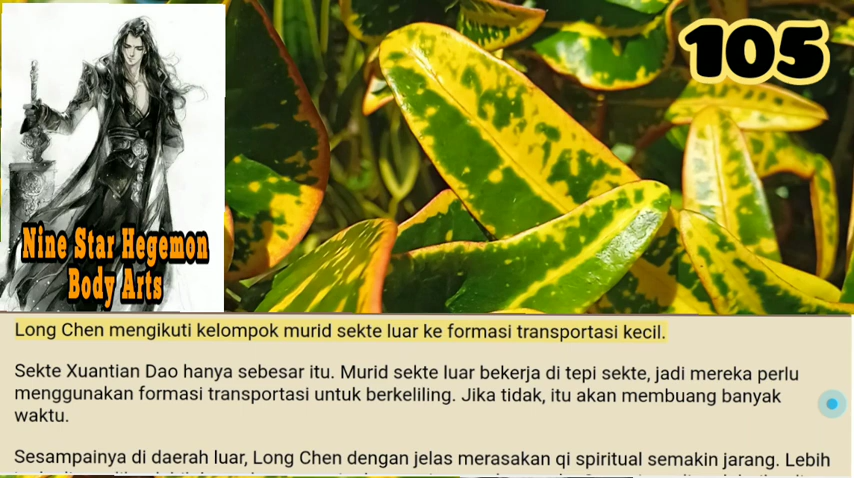 105
Nine Star Hegemon
Body Arts
Long Chen mengikuti kelompok murid sekte luar ke formasi transportasi kecil.
Sekte Xuantian Dao hanya sebesar itu. Murid sekte luar bekerja di tepi sekte, jadi mereka perlu
menggunakan formasi transportasi untuk berkeliling. Jika tidak, itu akan membuang banyak
waktu.
Sesampainya di daerah luar, Long Chen dengan jelas merasakan qi spiritual semakin jarang. Lebih